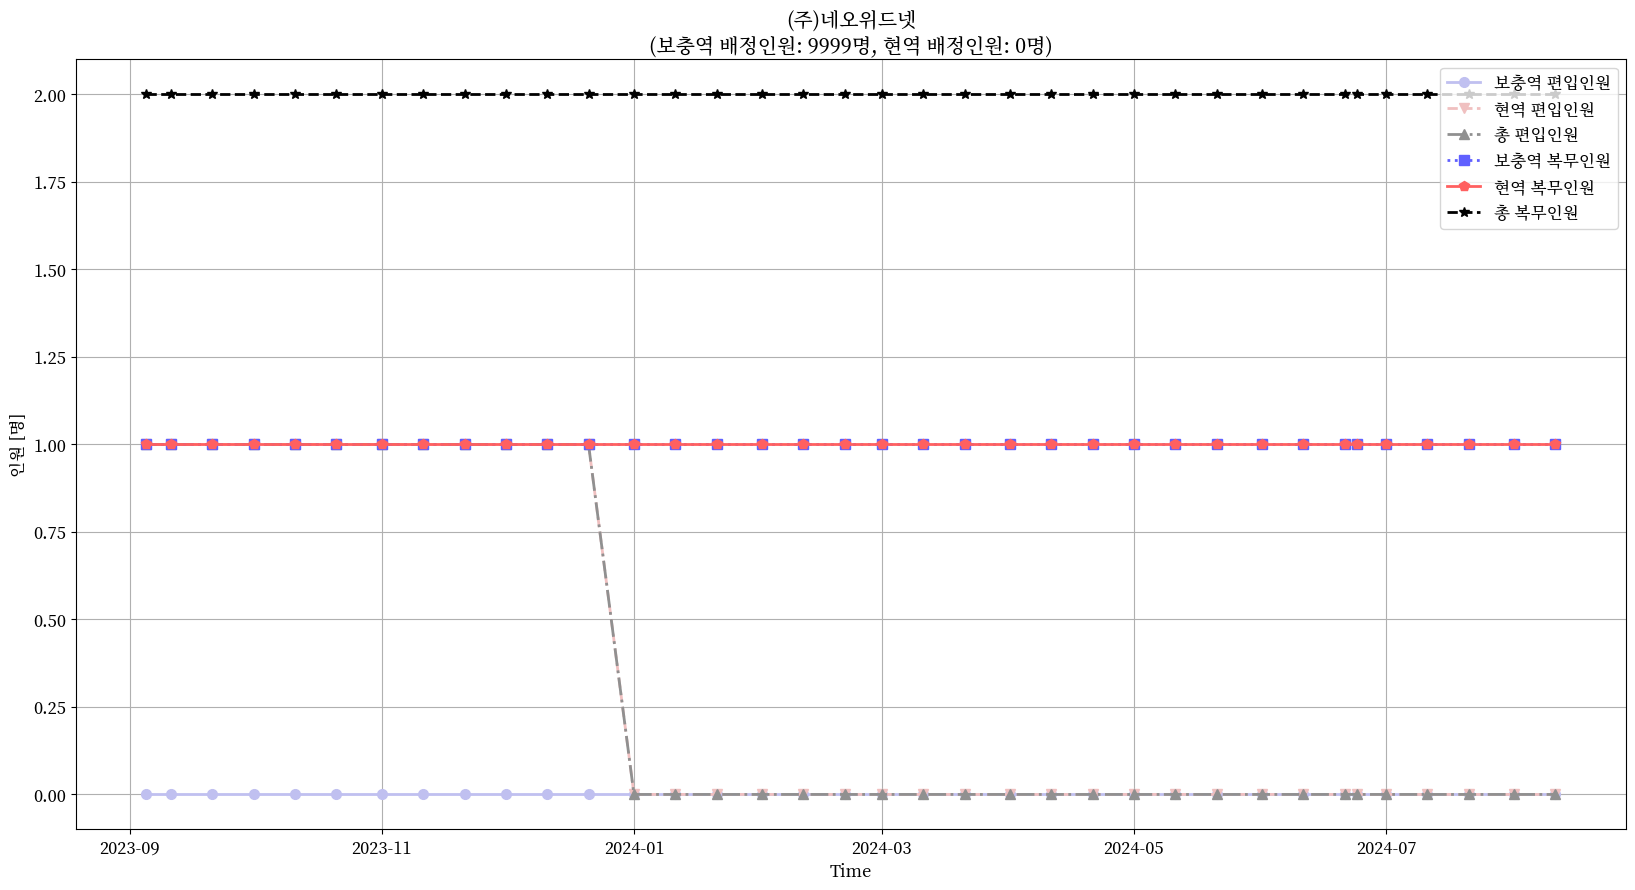 (주)네오위드넷
(보충역 배정인원: 9999명, 현역 배정인원: 0명)
보충역 편입인원
현역 편입인원
총 편입인원
보충역 복무인원
현역 복무인원
총 복무인원
인원 [명]
2.00
1.75
1.50
1.25
1.00
0.75
0.50
0.25
0.00
2023-09
2023-11
2024-01
2024-03
2024-05
2024-07
Time